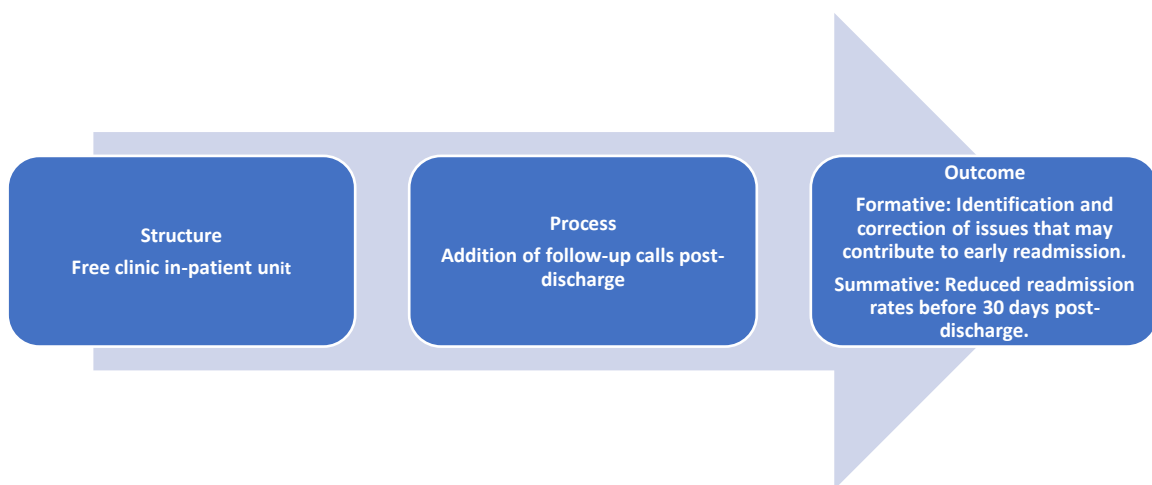 Structure
Free clinic in-patient unit
Process
Addition of follow-up calls post-
discharge
Outcome
Formative: Identification and
correction of issues that may
contribute to early readmission.
Summative: Reduced readmission
rates before 30 days post-
discharge.